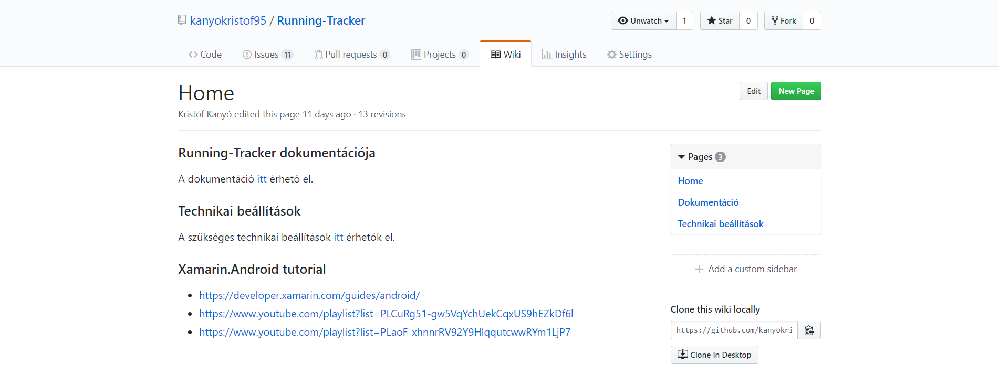 kanyokristof95 / Running-Tracker
Unwatch 1
Star 0
Fork 0
Code
Issues 11
Pull requests 0
Projects 0
Wiki
Insights
Settings
Home
Edit
New Page
Kristóf Kanyó edited this page 11 days ago · 13 revisions
Running-Tracker dokumentációja
A dokumentáció itt érhető el.
Technikai beállítások
A szükséges technikai beállítások itt érhetők el.
Xamarin.Android tutorial
https://developer.xamarin.com/guides/android/
https://www.youtube.com/playlist?list=PLCuRg51-gw5VqYchUekCqxUS9hEZkDf6l
https://www.youtube.com/playlist?list=PLaoF-xhnnrRV92Y9HlqqutcwwRYm1LjP7
Pages 3
Home
Dokumentáció
Technikai beállítások
Add a custom sidebar
Clone this wiki locally
https://github.com/kanyokri
Clone in Desktop